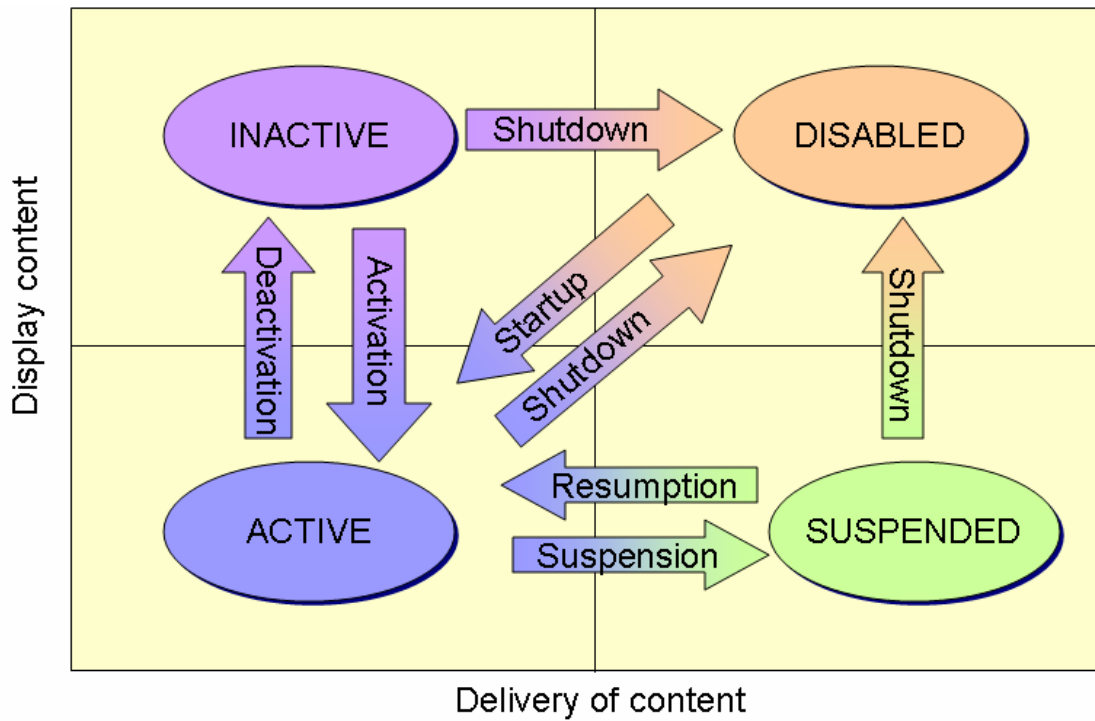 INACTIVE
Shutdown
DISABLED
Display content
Deactivation
Activation
Startup
Shutdown
Shutdown
ACTIVE
Resumption
Suspension
SUSPENDED
Delivery of content